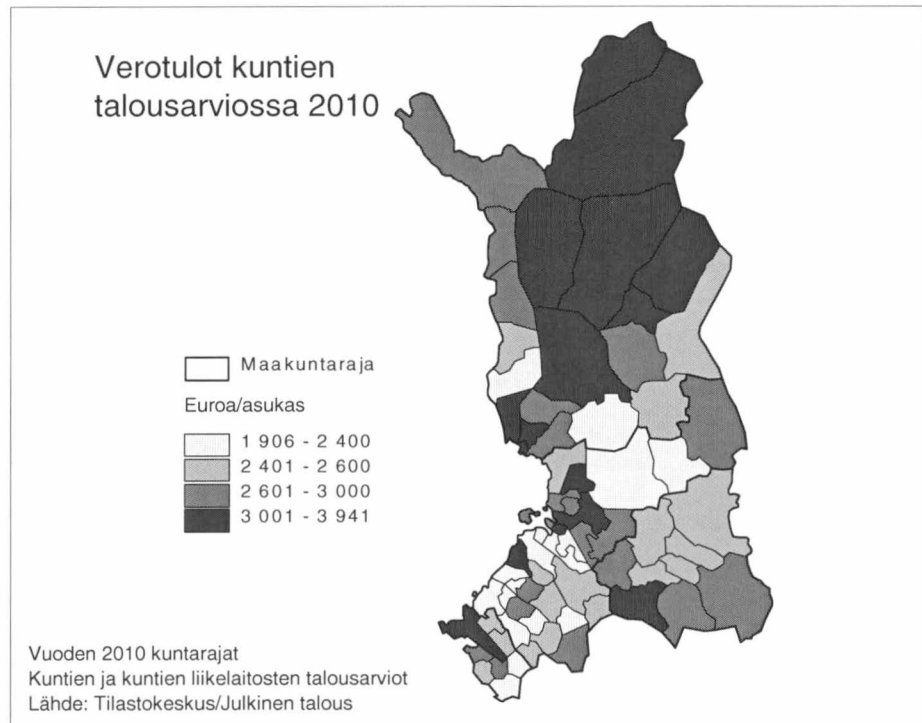 Verotulot kuntien
talousarviossa 2010
Maakuntaraja
Euroa/asukas
1 906 - 2 400
2 401 - 2 600
2 601 - 3 000
3 001 - 3 941
Vuoden 2010 kuntarajat
Kuntien ja kuntien liikelaitosten talousarviot
Lähde: Tilastokeskus/Julkinen talous